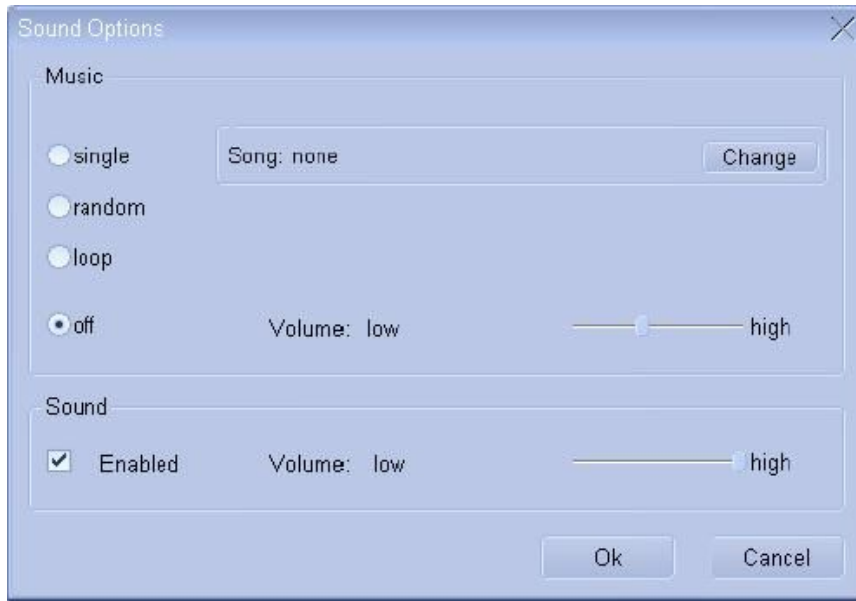 Sound Options
Music
single Song: none Change
random
loop
off Volume: low high
Sound
Enabled Volume: low high
Ok Cancel